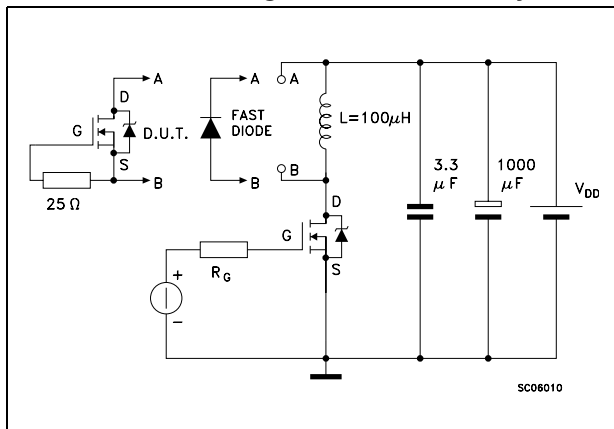 A
A
A
D
G
D.U.T.
FAST
DIODE
L=100µH
S
B
B
B
25 Ω
3.3
µF
1000
µF
VDD
D
G
S
RG
+
−
SC06010